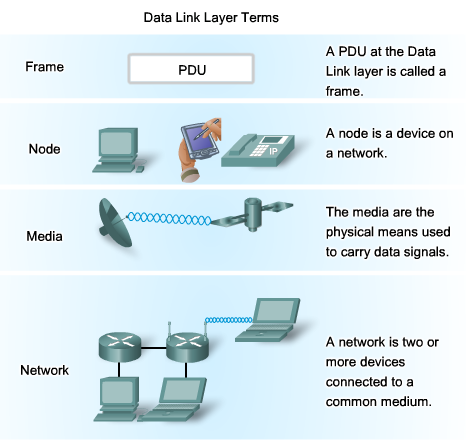 Data Link Layer Terms
Frame
PDU
A PDU at the Data
Link layer is called a
frame.
Node
IP
A node is a device on
a network.
Media
The media are the
physical means used
to carry data signals.
Network
A network is two or
more devices
connected to a
common medium.